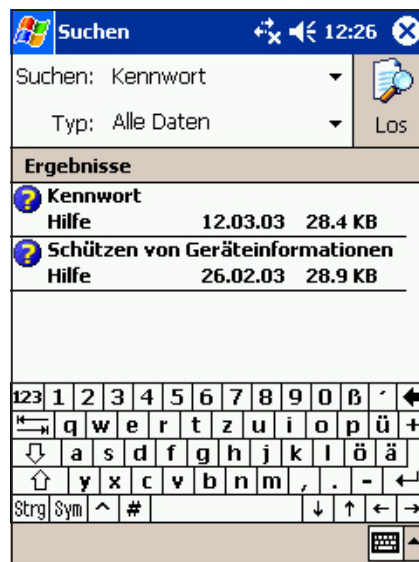 Suchen 12:26
Suchen: Kennwort
Typ: Alle Daten
Los
Ergebnisse
Kennwort
Hilfe 12.03.03 28.4 KB
Schützen von Geräteinformationen
Hilfe 26.02.03 28.9 KB
123 1 2 3 4 5 6 7 8 9 0 ß ´
q w e r t z u i o p ü +
a s d f g h j k l ö ä
y x c v b n m , . -
Strg Sym ^ #